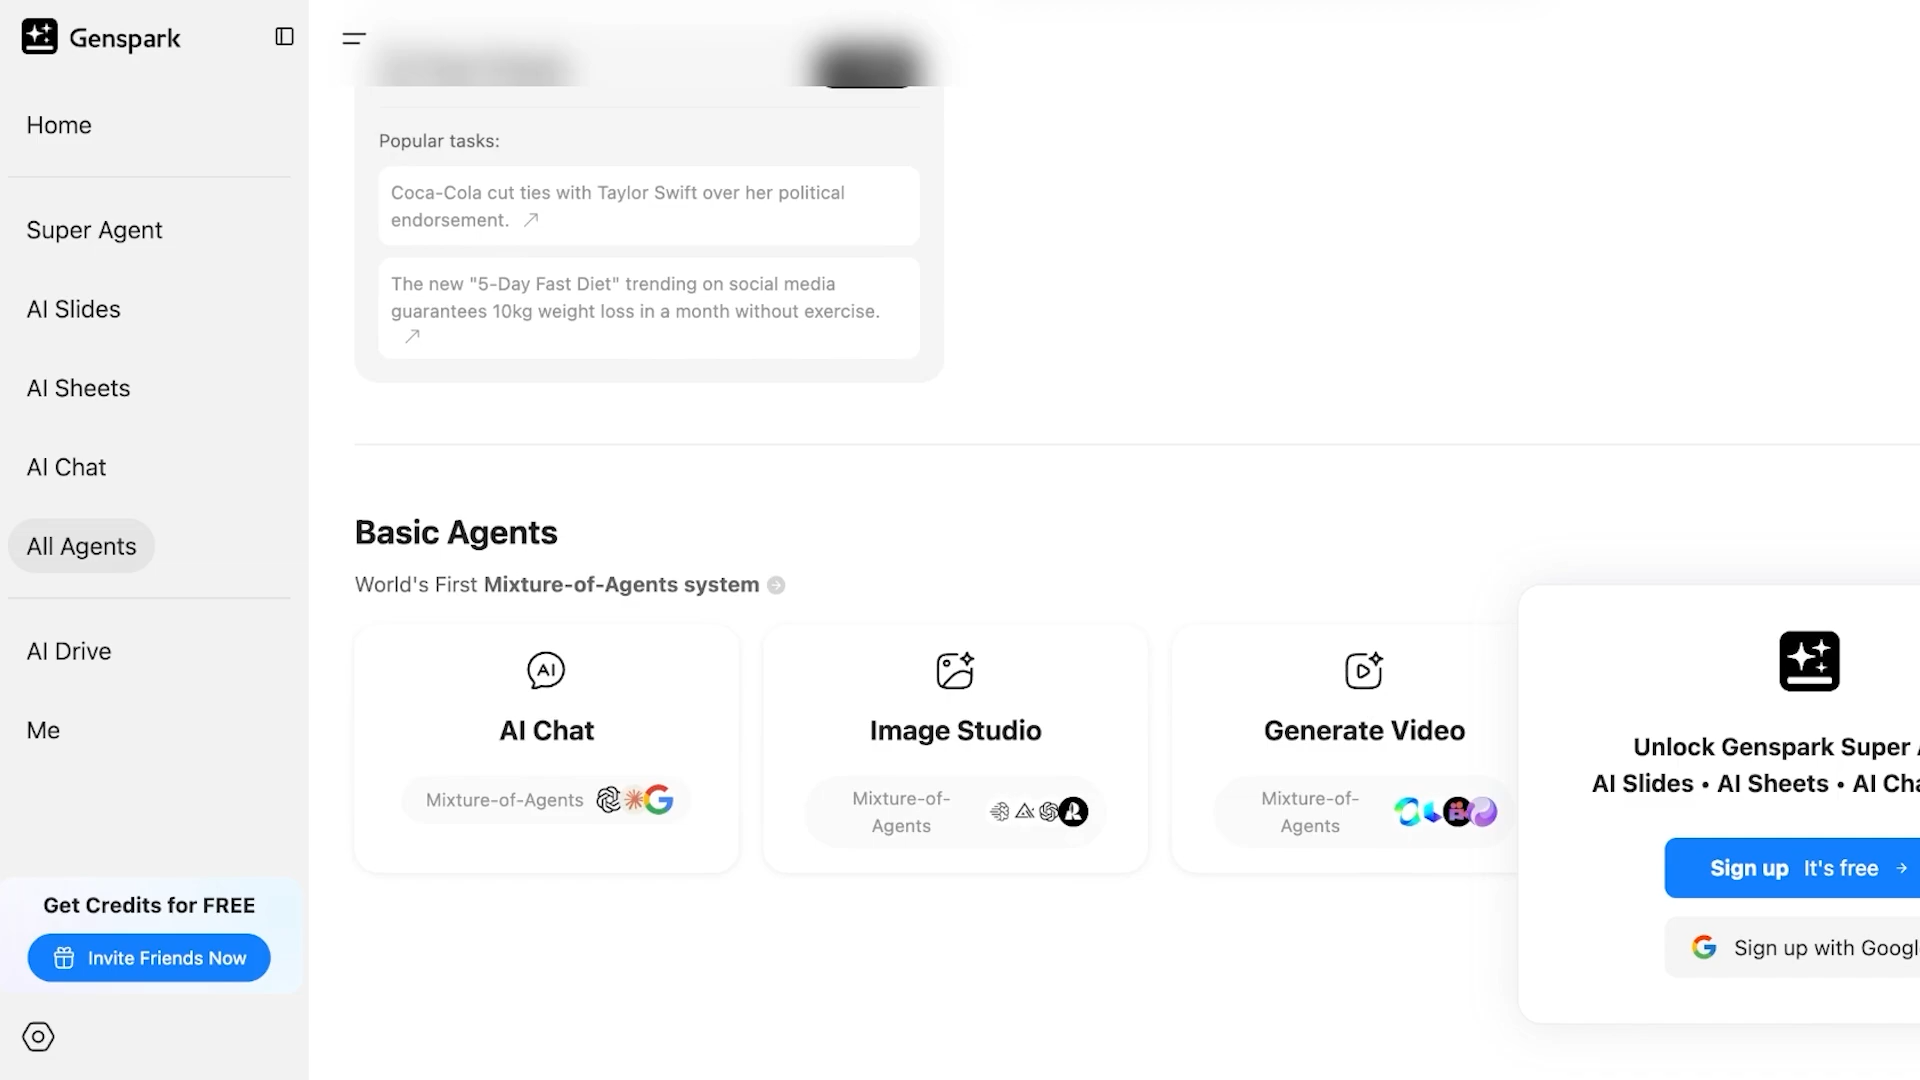 Genspark
Home
Super Agent
AI Slides
AI Sheets
AI Chat
All Agents
AI Drive
Me
Get Credits for FREE
Invite Friends Now
Popular tasks:
Coca-Cola cut ties with Taylor Swift over her political
endorsement.
The new "5-Day Fast Diet" trending on social media
guarantees 10kg weight loss in a month without exercise.
Basic Agents
World's First Mixture-of-Agents system
AI Chat
Mixture-of-Agents
Image Studio
Mixture-of-
Agents
Generate Video
Mixture-of-
Agents
Unlock Genspark Super
AI Slides • AI Sheets • AI Cha
Sign up It's free
Sign up with Googl